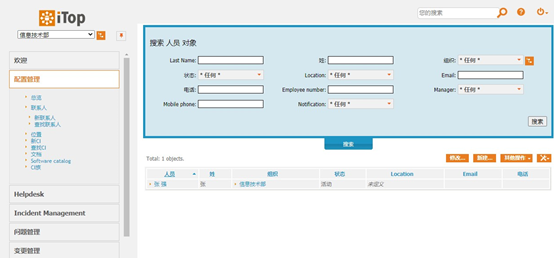 iTop
您的搜索
信息技术部
欢迎
配置管理
总览
联系人
新联系人
查找联系人
位置
新CI
查找CI
文档
Software catalog
CI族
Helpdesk
Incident Management
问题管理
变更管理
搜索 人员 对象
Last Name: 姓: 组织: * 任何 *
状态: * 任何 * Location: * 任何 * Email:
电话: Employee number: Manager: * 任何 *
Mobile phone: Notification: * 任何 *
搜索
搜索
Total: 1 objects.
修改... 新建... 其他操作
人员 姓 组织 状态 Location Email 电话
张 张 信息技术部 活动 未定义